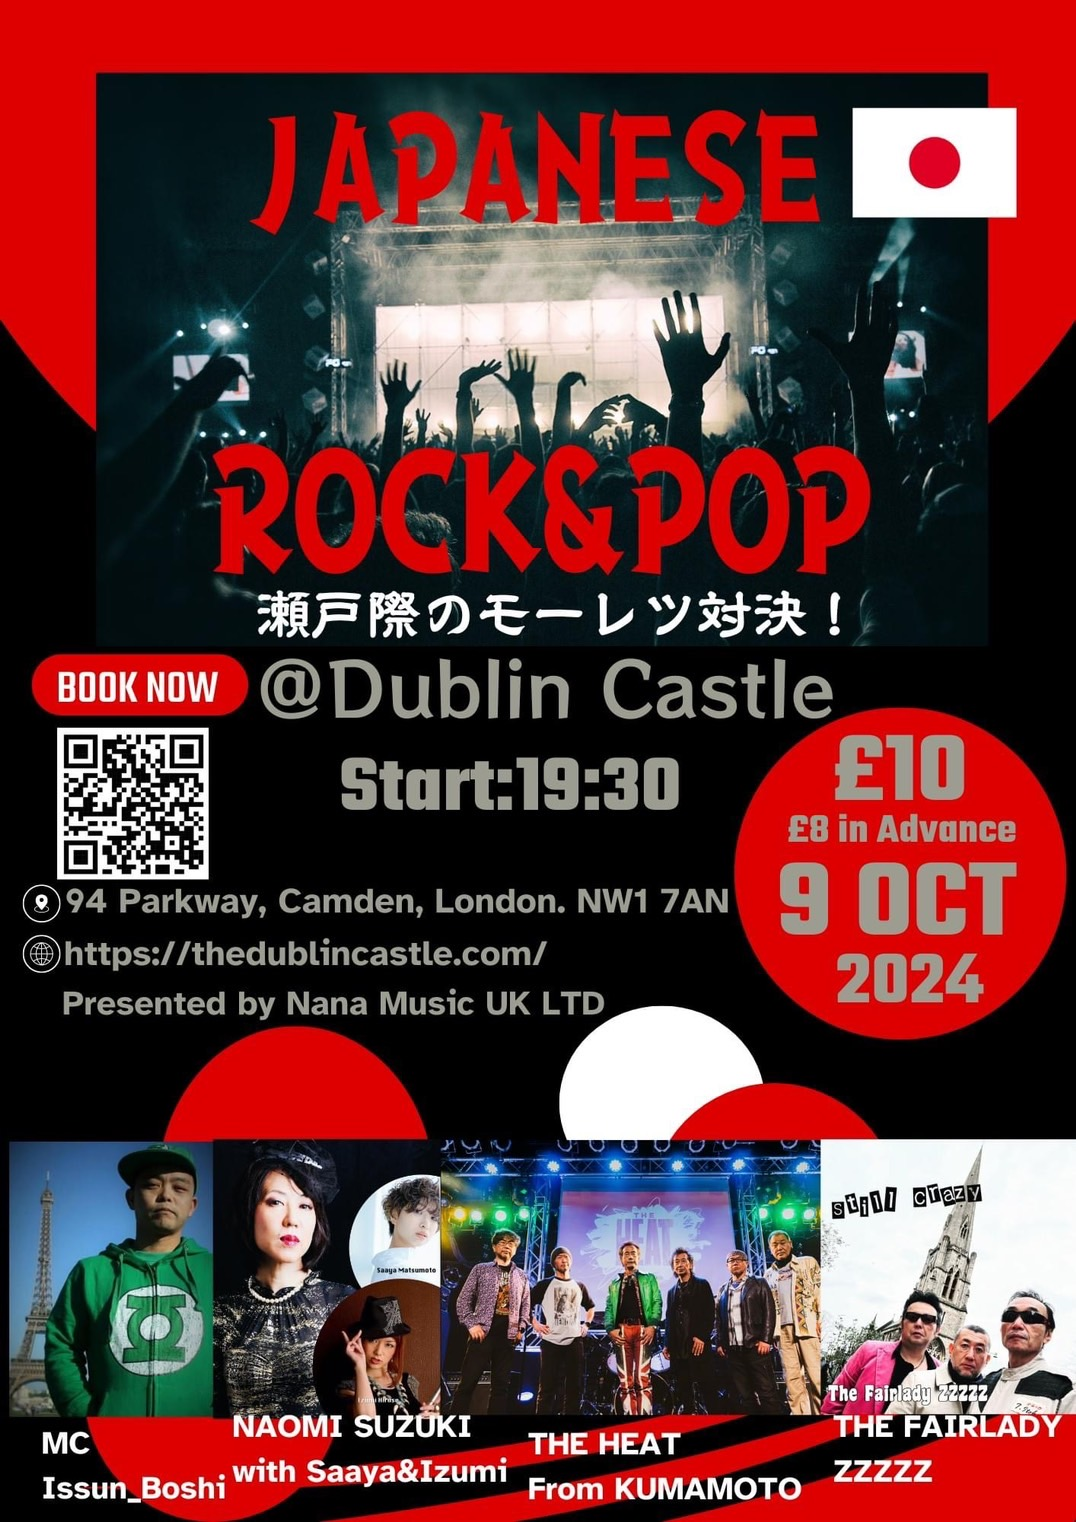 JAPANESE
ROCK&POP
瀬戸際のモーレツ対決！
BOOK NOW
@Dublin Castle
Start:19:30
£10
£8 in Advance
9 OCT
2024
94 Parkway, Camden, London. NW1 7AN
https://thedublincastle.com/
Presented by Nana Music UK LTD
Saaya Matsumoto
THE
HEAT
still crazy
The Fairlady ZZZZZ
MC
Issun_Boshi
NAOMI SUZUKI
with Saaya&Izumi
THE HEAT
From KUMAMOTO
THE FAIRLADY
ZZZZZ